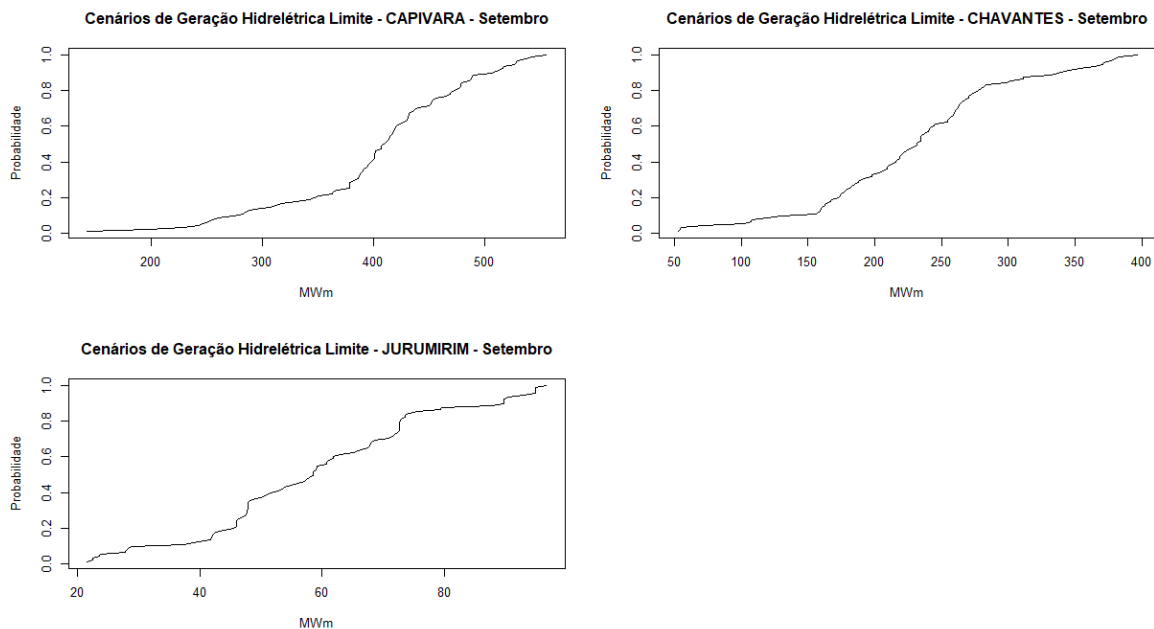 Cenários de Geração Hidrelétrica Limite - CAPIVARA - Setembro
Probabilidade
1.0
0.8
0.6
0.4
0.2
0.0
200 300 400 500
MWm
Cenários de Geração Hidrelétrica Limite - CHAVANTES - Setembro
Probabilidade
1.0
0.8
0.6
0.4
0.2
0.0
50 100 150 200 250 300 350 400
MWm
Cenários de Geração Hidrelétrica Limite - JURUMIRIM - Setembro
Probabilidade
1.0
0.8
0.6
0.4
0.2
0.0
20 40 60 80
MWm